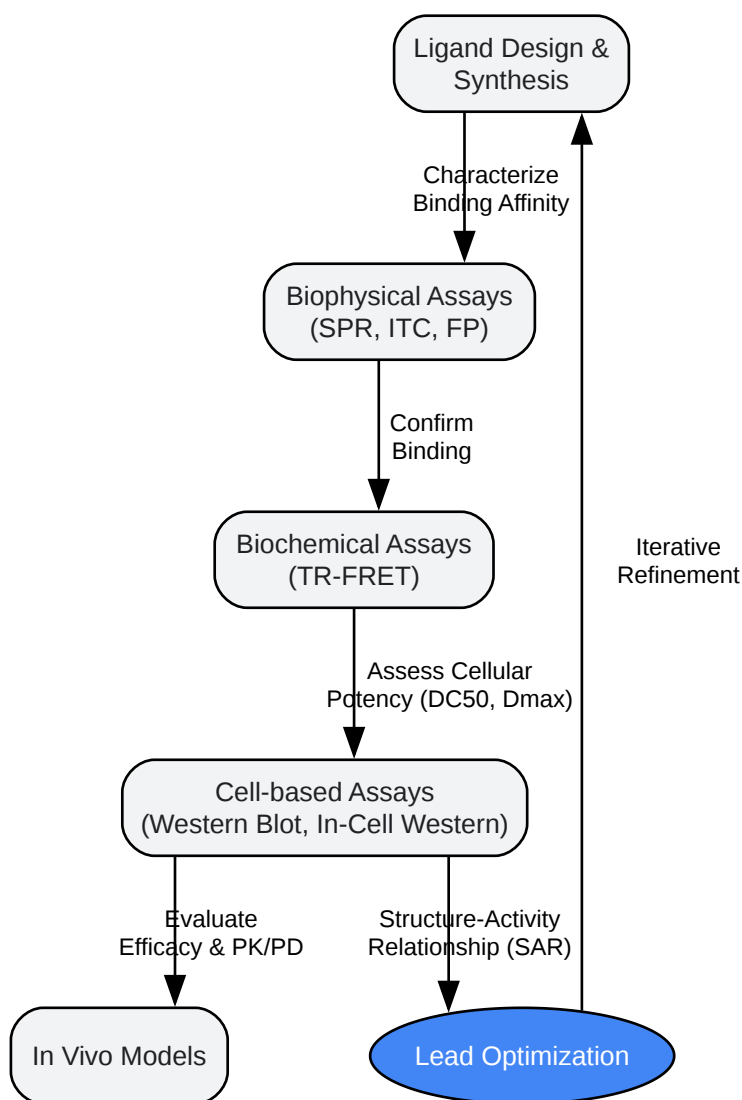 Ligand Design &
Synthesis
Characterize
Binding Affinity
Biophysical Assays
(SPR, ITC, FP)
Confirm
Binding
Biochemical Assays
(TR-FRET)
Iterative
Refinement
Assess Cellular
Potency (DC50, Dmax)
Cell-based Assays
(Western Blot, In-Cell Western)
Evaluate
Efficacy & PK/PD
Structure-Activity
Relationship (SAR)
In Vivo Models
Lead Optimization